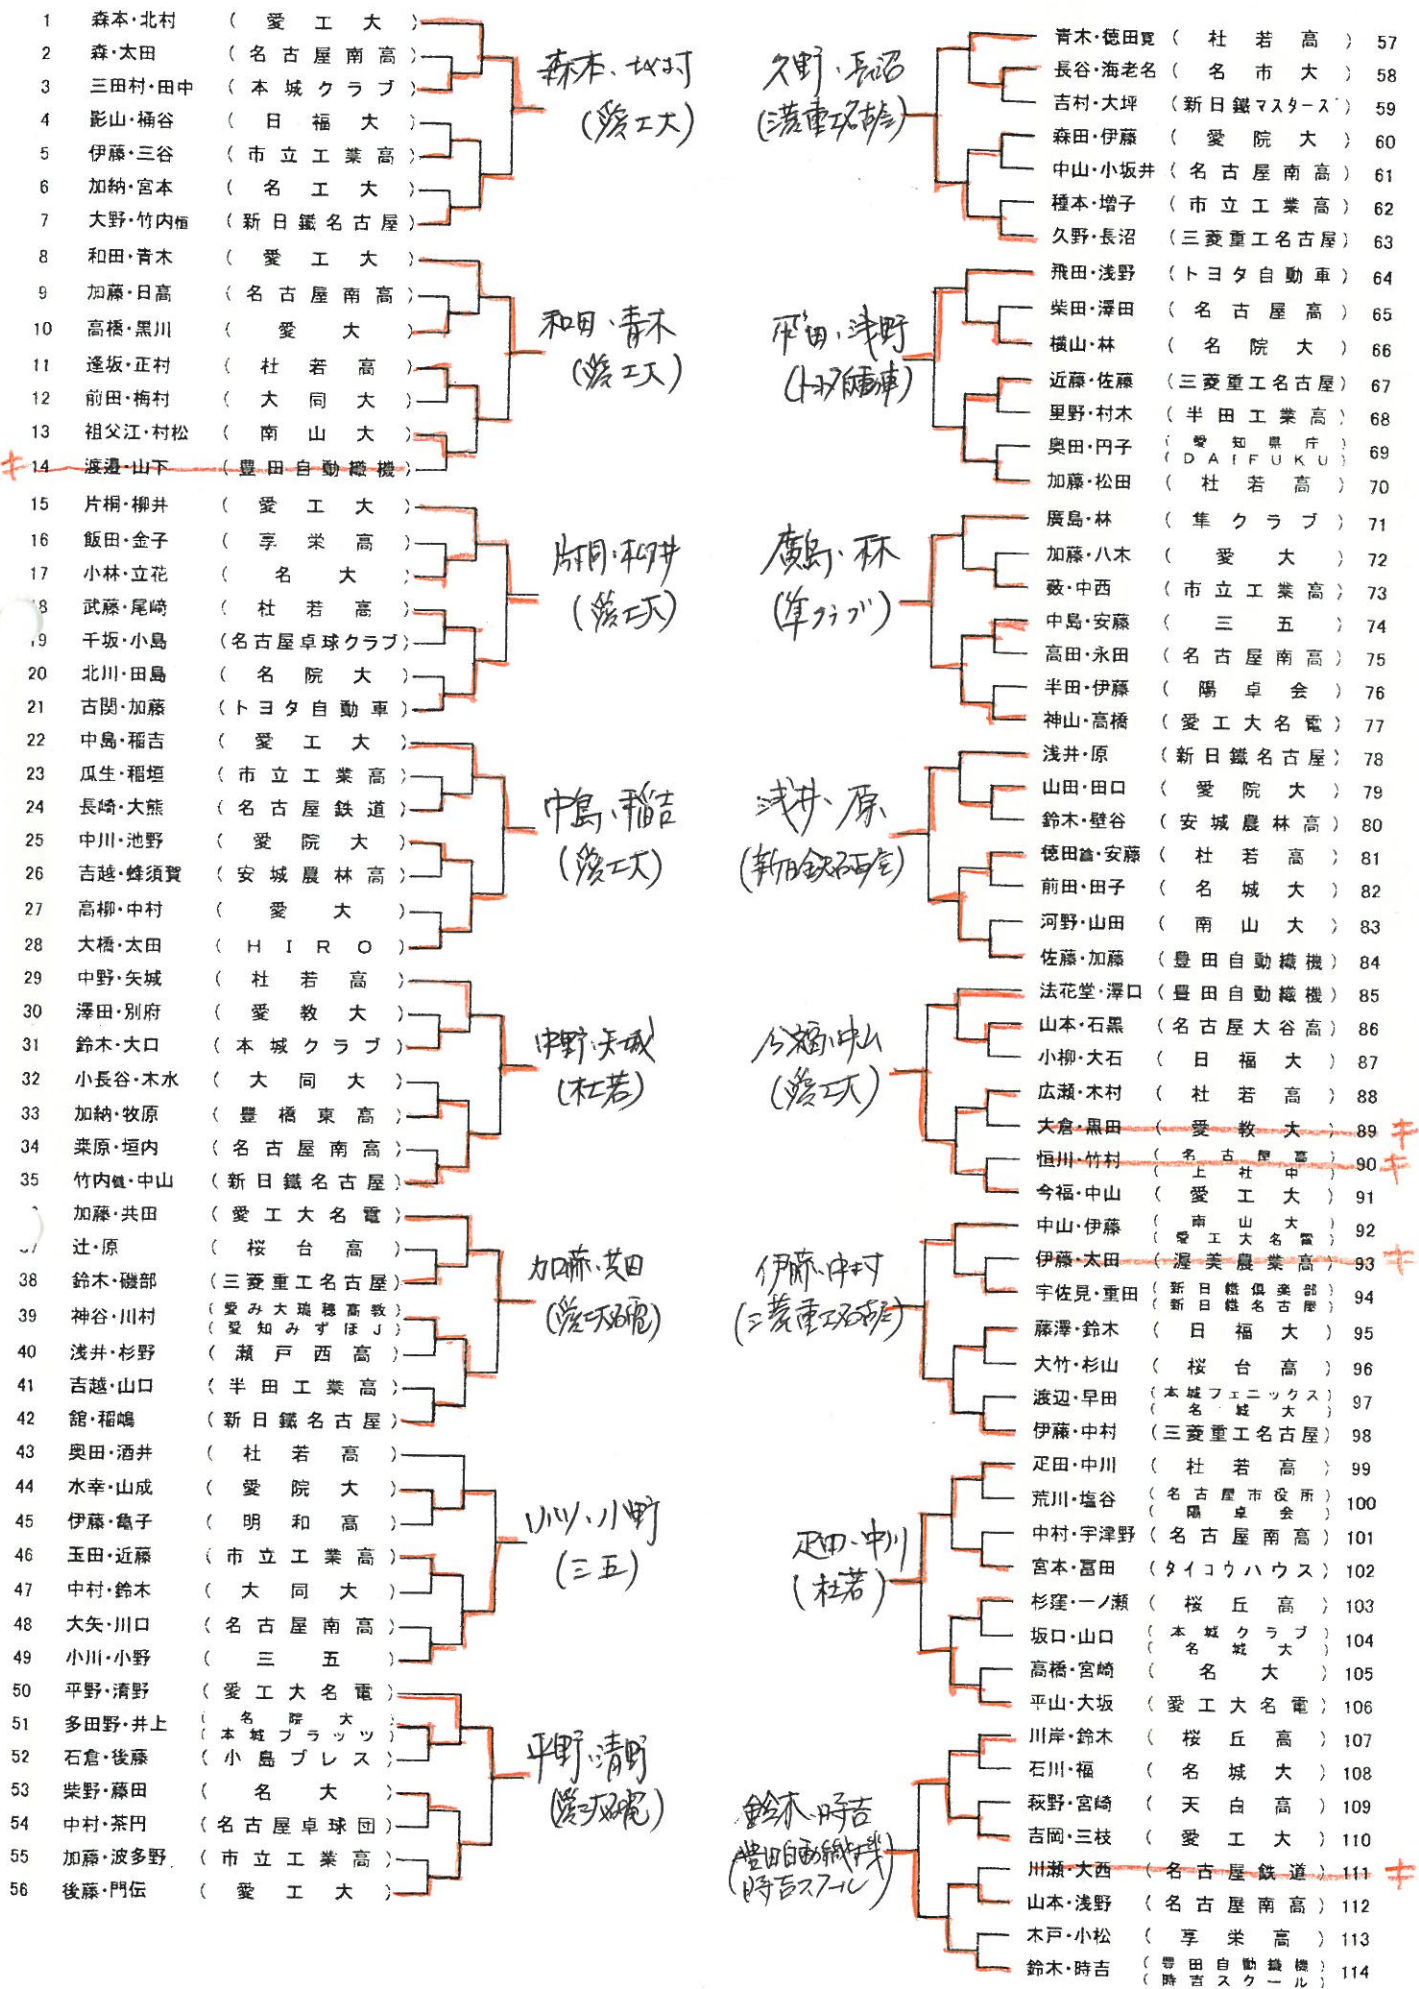 1 森本・北村 (愛工大)
2 森・太田 (名古屋南高)
3 三田村・田中 (本城クラブ)
4 影山・桶谷 (日福大)
5 伊藤・三谷 (市立工業高)
6 加納・宮本 (名工大)
7 大野・竹内恒 (新日鐵名古屋)
8 和田・青木 (愛工大)
9 加藤・日高 (名古屋南高)
10 高橋・黒川 (愛大)
11 逢坂・正村 (杜若高)
12 前田・梅村 (大同大)
13 祖父江・村松 (南山大)
キ 14 渡邉・山下 (豊田自動織機)
15 片桐・柳井 (愛工大)
16 飯田・金子 (享栄高)
17 小林・立花 (名大)
8 武藤・尾崎 (杜若高)
19 千坂・小島 (名古屋卓球クラブ)
20 北川・田島 (名院大)
21 古関・加藤 (トヨタ自動車)
22 中島・稲吉 (愛工大)
23 瓜生・稲垣 (市立工業高)
24 長崎・大熊 (名古屋鉄道)
25 中川・池野 (愛院大)
26 吉越・蜂須賀 (安城農林高)
27 高柳・中村 (愛大)
28 大橋・太田 (HIRO)
29 中野・矢城 (杜若高)
30 澤田・別府 (愛教大)
31 鈴木・大口 (本城クラブ)
32 小長谷・木水 (大同大)
33 加納・牧原 (豊橋東高)
34 菜原・垣内 (名古屋南高)
35 竹内健・中山 (新日鐵名古屋)
加藤・共田 (愛工大名電)
37 辻・原 (桜台高)
38 鈴木・磯部 (三菱重工名古屋)
39 神谷・川村 (愛み大瑞穂高教)
(愛知みずほJ)
40 浅井・杉野 (瀬戸西高)
41 吉越・山口 (半田工業高)
42 舘・稲嶋 (新日鐵名古屋)
43 奥田・酒井 (杜若高)
44 水幸・山成 (愛院大)
45 伊藤・亀子 (明和高)
46 玉田・近藤 (市立工業高)
47 中村・鈴木 (大同大)
48 大矢・川口 (名古屋南高)
49 小川・小野 (三五)
50 平野・清野 (愛工大名電)
51 多田野・井上 (名院大)
(本城ブラッツ)
52 石倉・後藤 (小島プレス)
53 柴野・藤田 (名大)
54 中村・茶円 (名古屋卓球団)
55 加藤・波多野 (市立工業高)
56 後藤・門伝 (愛工大)
森本、北村
(愛工大)
和田、青木
(愛工大)
片桐・柳井
(愛工大)
中島、稲吉
(愛工大)
中野・矢城
(杜若)
加藤・共田
(愛工大名電)
小川、小野
(三五)
平野・清野
(愛工大名電)
久野、長沼
(三菱重工名古屋)
飛田、浅野
(トヨタ自動車)
廣島、林
(隼クラブ)
浅井、原
(新日鉄名古屋)
今福・中山
(愛工大)
伊藤・中村
(三菱重工名古屋)
疋田、中川
(杜若)
鈴木・時吉
(豊田自動織機
時吉スクール)
青木・徳田寛 (杜若高) 57
長谷・海老名 (名市大) 58
吉村・大坪 (新日鐵マスターズ) 59
森田・伊藤 (愛院大) 60
中山・小坂井 (名古屋南高) 61
種本・増子 (市立工業高) 62
久野・長沼 (三菱重工名古屋) 63
飛田・浅野 (トヨタ自動車) 64
柴田・澤田 (名古屋高) 65
横山・林 (名院大) 66
近藤・佐藤 (三菱重工名古屋) 67
里野・村木 (半田工業高) 68
奥田・円子 (愛知県庁)
(DAIFUKU) 69
加藤・松田 (杜若高) 70
廣島・林 (隼クラブ) 71
加藤・八木 (愛大) 72
薮・中西 (市立工業高) 73
中島・安藤 (三五) 74
高田・永田 (名古屋南高) 75
半田・伊藤 (陽卓会) 76
神山・高橋 (愛工大名電) 77
浅井・原 (新日鐵名古屋) 78
山田・田口 (愛院大) 79
鈴木・壁谷 (安城農林高) 80
徳田・安藤 (杜若高) 81
前田・田子 (名城大) 82
河野・山田 (南山大) 83
佐藤・加藤 (豊田自動織機) 84
法花堂・澤口 (豊田自動織機) 85
山本・石黒 (名古屋大谷高) 86
小柳・大石 (日福大) 87
広瀬・木村 (杜若高) 88
大倉・黒田 (愛教大) 89 キ
恒川・竹村 (名古屋高)
(上社中) 90 キ
今福・中山 (愛工大) 91
中山・伊藤 (南山大)
(愛工大名電) 92
伊藤・太田 (渥美農業高) 93 キ
宇佐見・重田 (新日鐵倶楽部)
(新日鐵名古屋) 94
藤澤・鈴木 (日福大) 95
大竹・杉山 (桜台高) 96
渡辺・早田 (本城フェニックス)
(名城大) 97
伊藤・中村 (三菱重工名古屋) 98
疋田・中川 (杜若高) 99
荒川・塩谷 (名古屋市役所)
(陽卓会) 100
中村・宇津野 (名古屋南高) 101
宮本・冨田 (タイコウハウス) 102
杉窪・一ノ瀬 (桜丘高) 103
坂口・山口 (本城クラブ)
(名城大) 104
高橋・宮崎 (名大) 105
平山・大坂 (愛工大名電) 106
川岸・鈴木 (桜丘高) 107
石川・福 (名城大) 108
萩野・宮崎 (天白高) 109
吉岡・三枝 (愛工大) 110
川瀬・大西 (名古屋鉄道) 111 キ
山本・浅野 (名古屋南高) 112
木戸・小松 (享栄高) 113
鈴木・時吉 (豊田自動織機)
(時吉スクール) 114